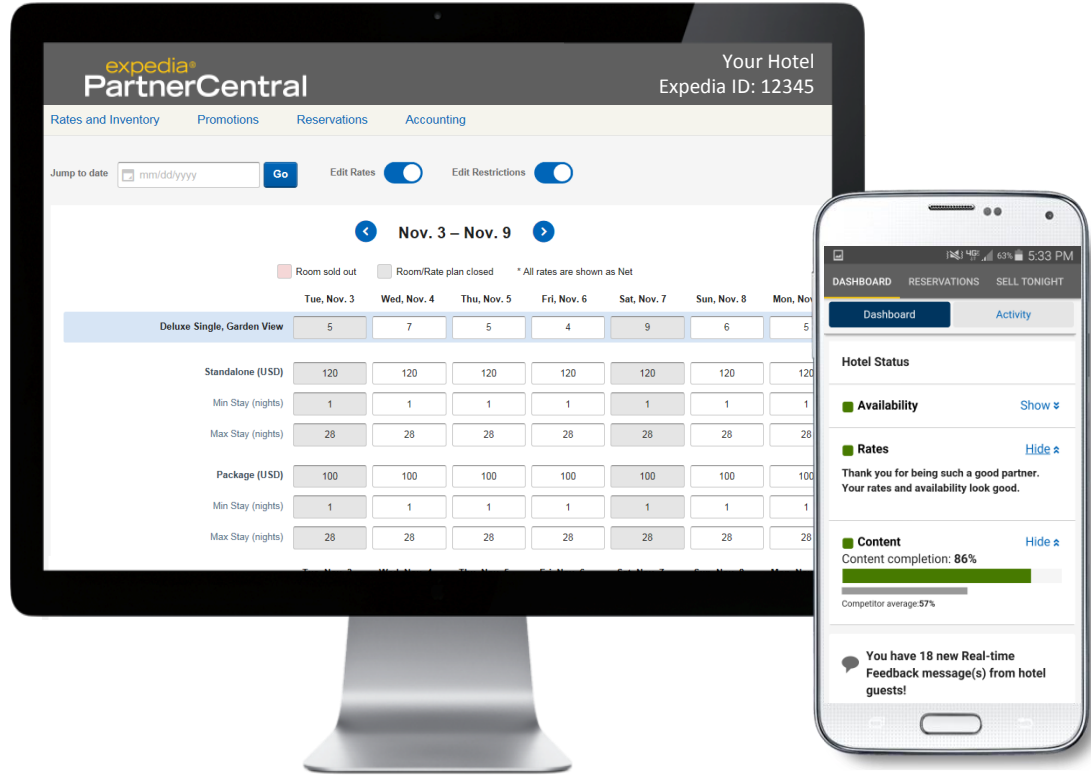 expedia®
PartnerCentral
Your Hotel
Expedia ID: 12345
Rates and Inventory Promotions Reservations Accounting
Jump to date mm/dd/yyyy Go Edit Rates Edit Restrictions
Nov. 3 – Nov. 9
Room sold out Room/Rate plan closed * All rates are shown as Net
Tue, Nov. 3 Wed, Nov. 4 Thu, Nov. 5 Fri, Nov. 6 Sat, Nov. 7 Sun, Nov. 8 Mon, Nov
Deluxe Single, Garden View 5 7 5 4 9 6 5
Standalone (USD) 120 120 120 120 120 120 120
Min Stay (nights) 1 1 1 1 1 1 1
Max Stay (nights) 28 28 28 28 28 28 28
Package (USD) 100 100 100 100 100 100 100
Min Stay (nights) 1 1 1 1 1 1 1
Max Stay (nights) 28 28 28 28 28 28 28
4G 63% 5:33 PM
DASHBOARD RESERVATIONS SELL TONIGHT
Dashboard Activity
Hotel Status
Availability Show
Rates Hide
Thank you for being such a good partner.
Your rates and availability look good.
Content Hide
Content completion: 86%
Competitor average:57%
You have 18 new Real-time
Feedback message(s) from hotel
guests!